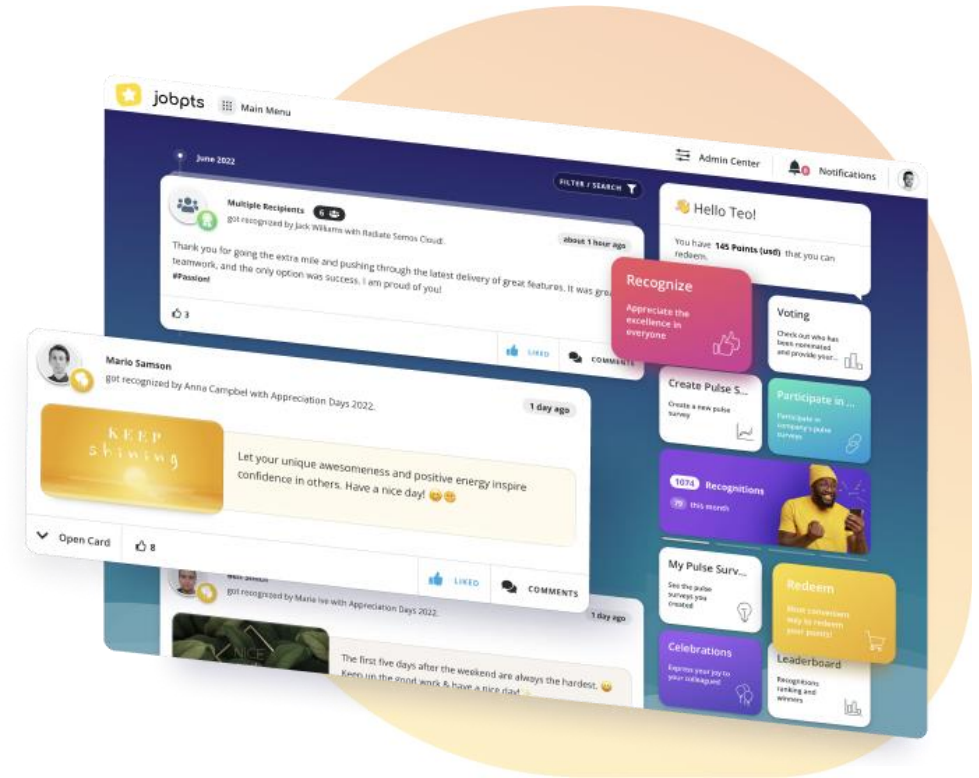 jobpts
Main Menu
Admin Center
Notifications
June 2022
FILTER / SEARCH
Multiple Recipients 6
got recognized by Jack Williams with Radiate Semos Cloud!.
about 1 hour ago
Thank you for going the extra mile and pushing through the latest delivery of great features. It was
teamwork, and the only option was success. I am proud of you!
#Passion!
3
LIKED
COMMENTS
Mario Samson
got recognized by Anna Campbel with Appreciation Days 2022.
1 day ago
KEEP
shining
Let your unique awesomeness and positive energy inspire
confidence in others. Have a nice day! 😄😁
Open Card
8
LIKED
COMMENTS
got recognized by Maria Ive with Appreciation Days 2022.
1 day ago
NICE
The first five days after the weekend are always the hardest. 😄
Keep up the good work & have a nice day!
👋 Hello Teo!
You have 145 Points (usd) that you can
redeem.
Recognize
Appreciate the
excellence in
everyone
Voting
Check out who has
been nominated
and provide your...
Create Pulse S...
Create a new pulse
survey
Participate in ...
Participate in
company's pulse
surveys
1074 Recognitions
79 this month
My Pulse Surv...
See the pulse
surveys you
created
Redeem
Most convenient
way to redeem
your points!
Celebrations
Express your joy to
your colleagues!
Leaderboard
Recognitions
ranking and
winners